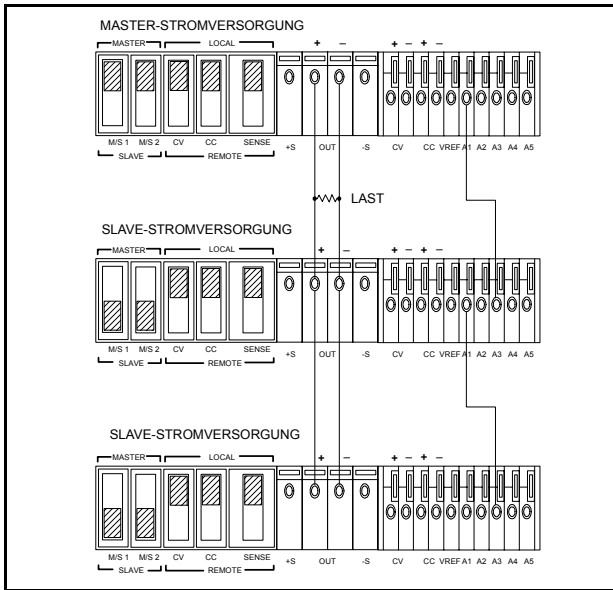 MASTER-STROMVERSORGUNG
MASTER LOCAL + – + – + –
M/S 1 M/S 2 CV CC SENSE +S OUT -S CV CC VREF A1 A2 A3 A4 A5
SLAVE REMOTE
LAST
SLAVE-STROMVERSORGUNG
MASTER LOCAL + – + – + –
M/S 1 M/S 2 CV CC SENSE +S OUT -S CV CC VREF A1 A2 A3 A4 A5
SLAVE REMOTE
SLAVE-STROMVERSORGUNG
MASTER LOCAL + – + – + –
M/S 1 M/S 2 CV CC SENSE +S OUT -S CV CC VREF A1 A2 A3 A4 A5
SLAVE REMOTE